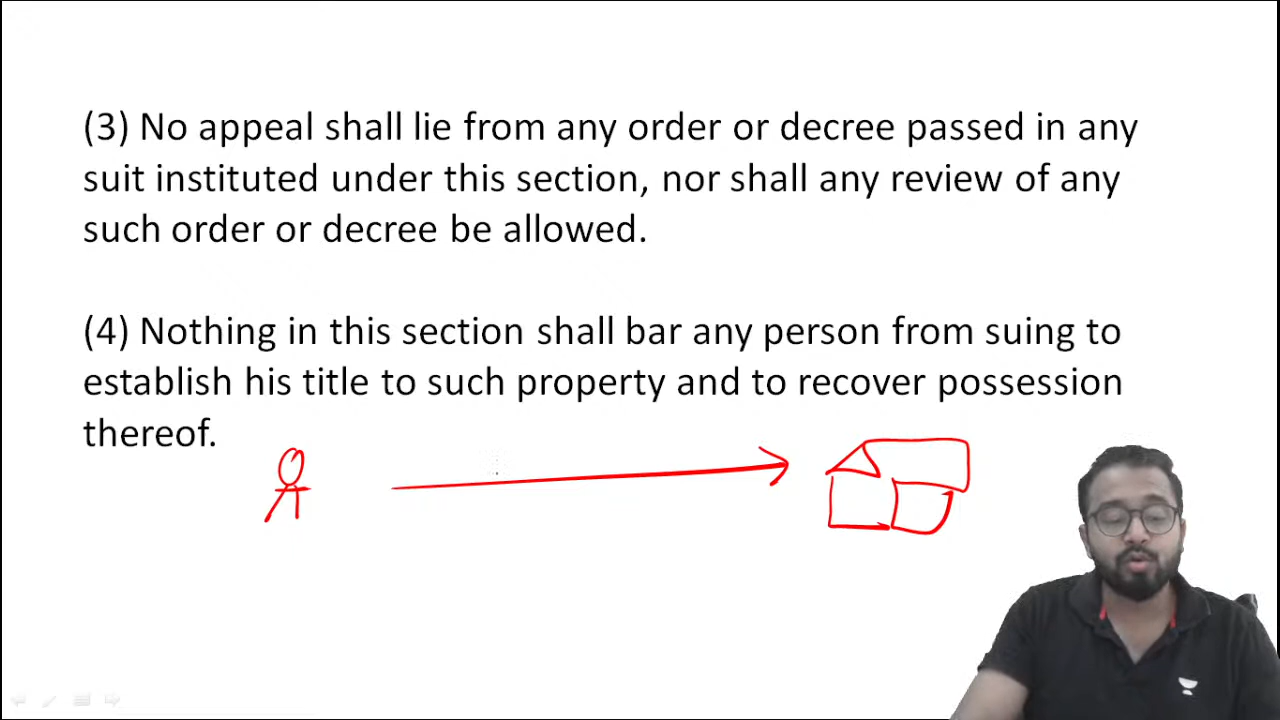 (3) No appeal shall lie from any order or decree passed in any
suit instituted under this section, nor shall any review of any
such order or decree be allowed.
(4) Nothing in this section shall bar any person from suing to
establish his title to such property and to recover possession
thereof.